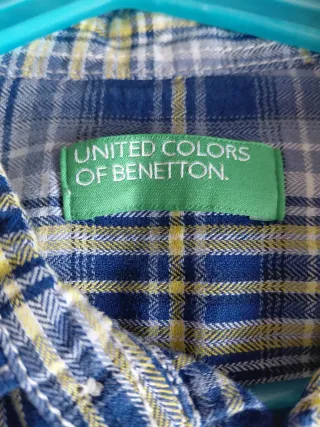 UNITED COLORS
OF BENETTON.